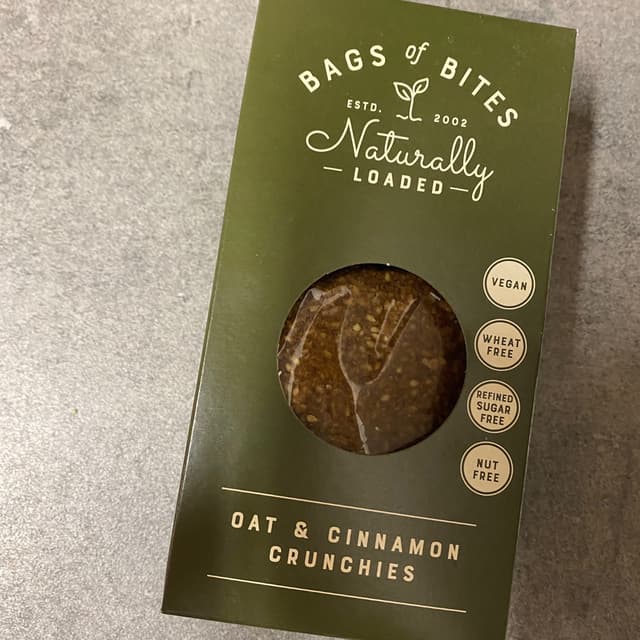 BAGS of BITES
ESTD. 2002
Naturally
LOADED
VEGAN
WHEAT
FREE
REFINED
SUGAR
FREE
NUT
FREE
OAT & CINNAMON
CRUNCHIES